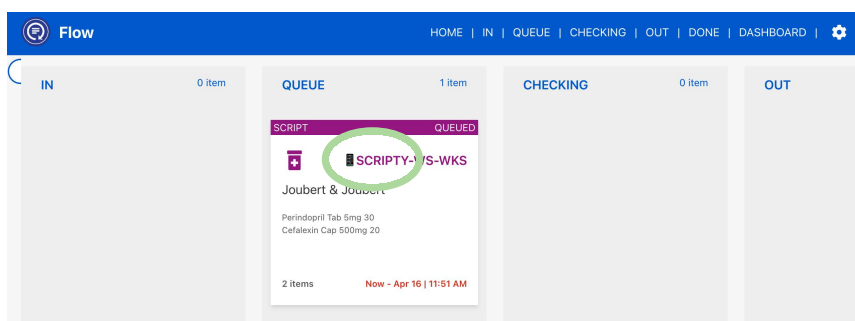 Flow
HOME | IN | QUEUE | CHECKING | OUT | DONE | DASHBOARD |
IN 0 item
QUEUE 1 item
CHECKING 0 item
OUT
SCRIPT QUEUED
SCRIPTY-WS-WKS
Joubert & Joubert
Perindopril Tab 5mg 30
Cefalexin Cap 500mg 20
2 items Now - Apr 16 | 11:51 AM